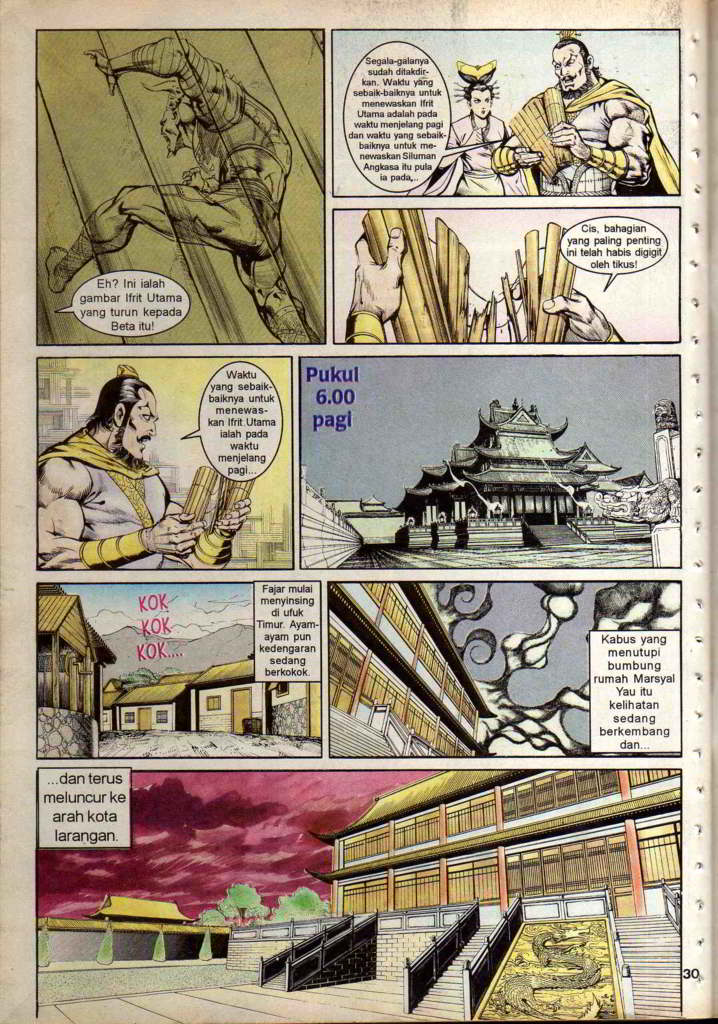 Eh? Ini ialah
gambar Ifrit Utama
yang turun kepada
Beta itu!
Segala-galanya
sudah ditakdir-
kan. Waktu yang
sebaik-baiknya untuk
menewaskan Ifrit
Utama adalah pada
waktu menjelang pagi
dan waktu yang sebaik-
baiknya untuk me-
newaskan Siluman
Angkasa itu pula
ia pada,..
Cis, bahagian
yang paling penting
ini telah habis digigit
oleh tikus!
Waktu
yang sebaik-
baiknya untuk
menewas-
kan Ifrit Utama
ialah pada
waktu
menjelang
pagi...
Pukul
6.00
pagi
KOK
KOK
KOK....
Fajar mulai
menyinsing
di ufuk
Timur. Ayam-
ayam pun
kedengaran
sedang
berkokok.
Kabus yang
menutupi
bumbung
rumah Marsyal
Yau itu
kelihatan
sedang
berkembang
dan...
...dan terus
meluncur ke
arah kota
larangan.
30